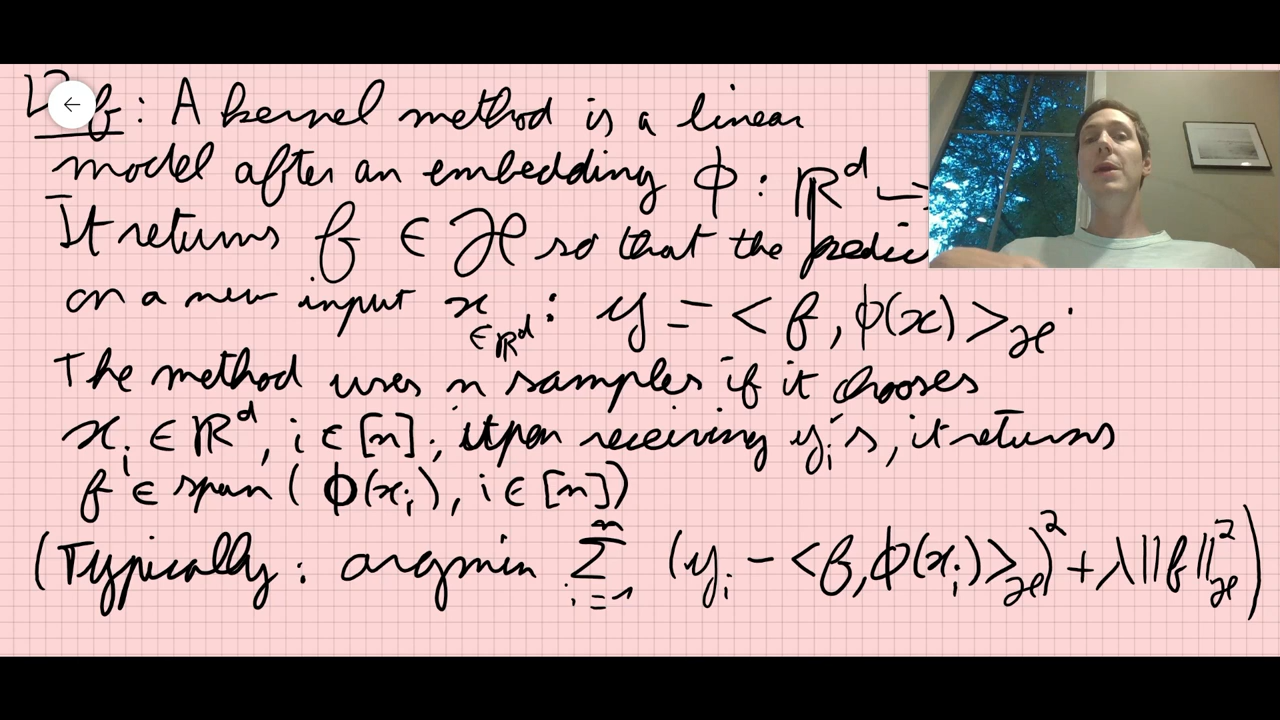 Def: A kernel method is a linear
model after an embedding ϕ: ℝ^d →
It returns f ∈ ℋ so that the predic
on a new input x ∈ℝ^d : y = <f, ϕ(x)>_ℋ.
The method uses n samples if it chooses
x_i ∈ ℝ^d, i ∈ [n]; upon receiving y_i's, it returns
f ∈ span(ϕ(x_i), i ∈ [n])
(Typically: argmin Σ_{i=1}^n (y_i - <f, ϕ(x_i)>_ℋ)^2 + λ||f||_ℋ^2)